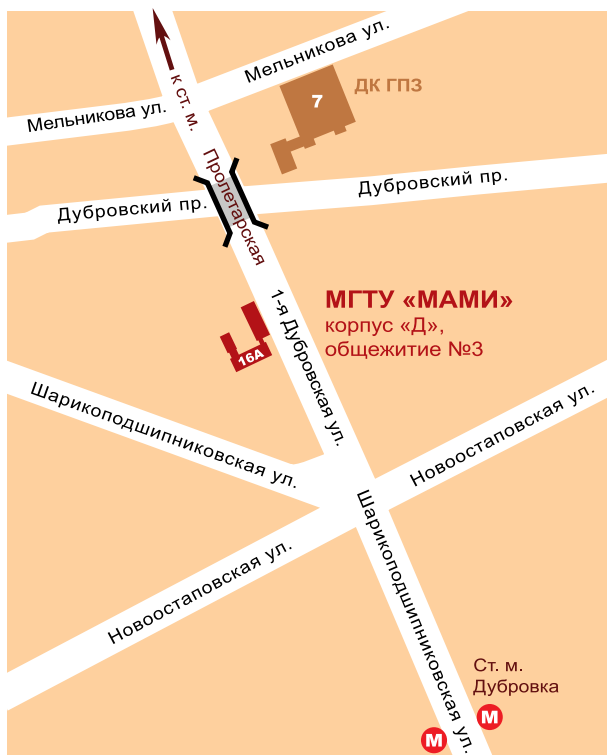 Мельникова ул.
ДК ГПЗ
7
к ст. м.
Пролетарская
Мельникова ул.
Дубровский пр.
Дубровский пр.
МГТУ «МАМИ»
корпус «Д»,
общежитие №3
16А
1-я Дубровская ул.
Шарикоподшипниковская ул.
Новоостаповская ул.
Новоостаповская ул.
Шарикоподшипниковская ул.
Ст. м.
Дубровка
М
М